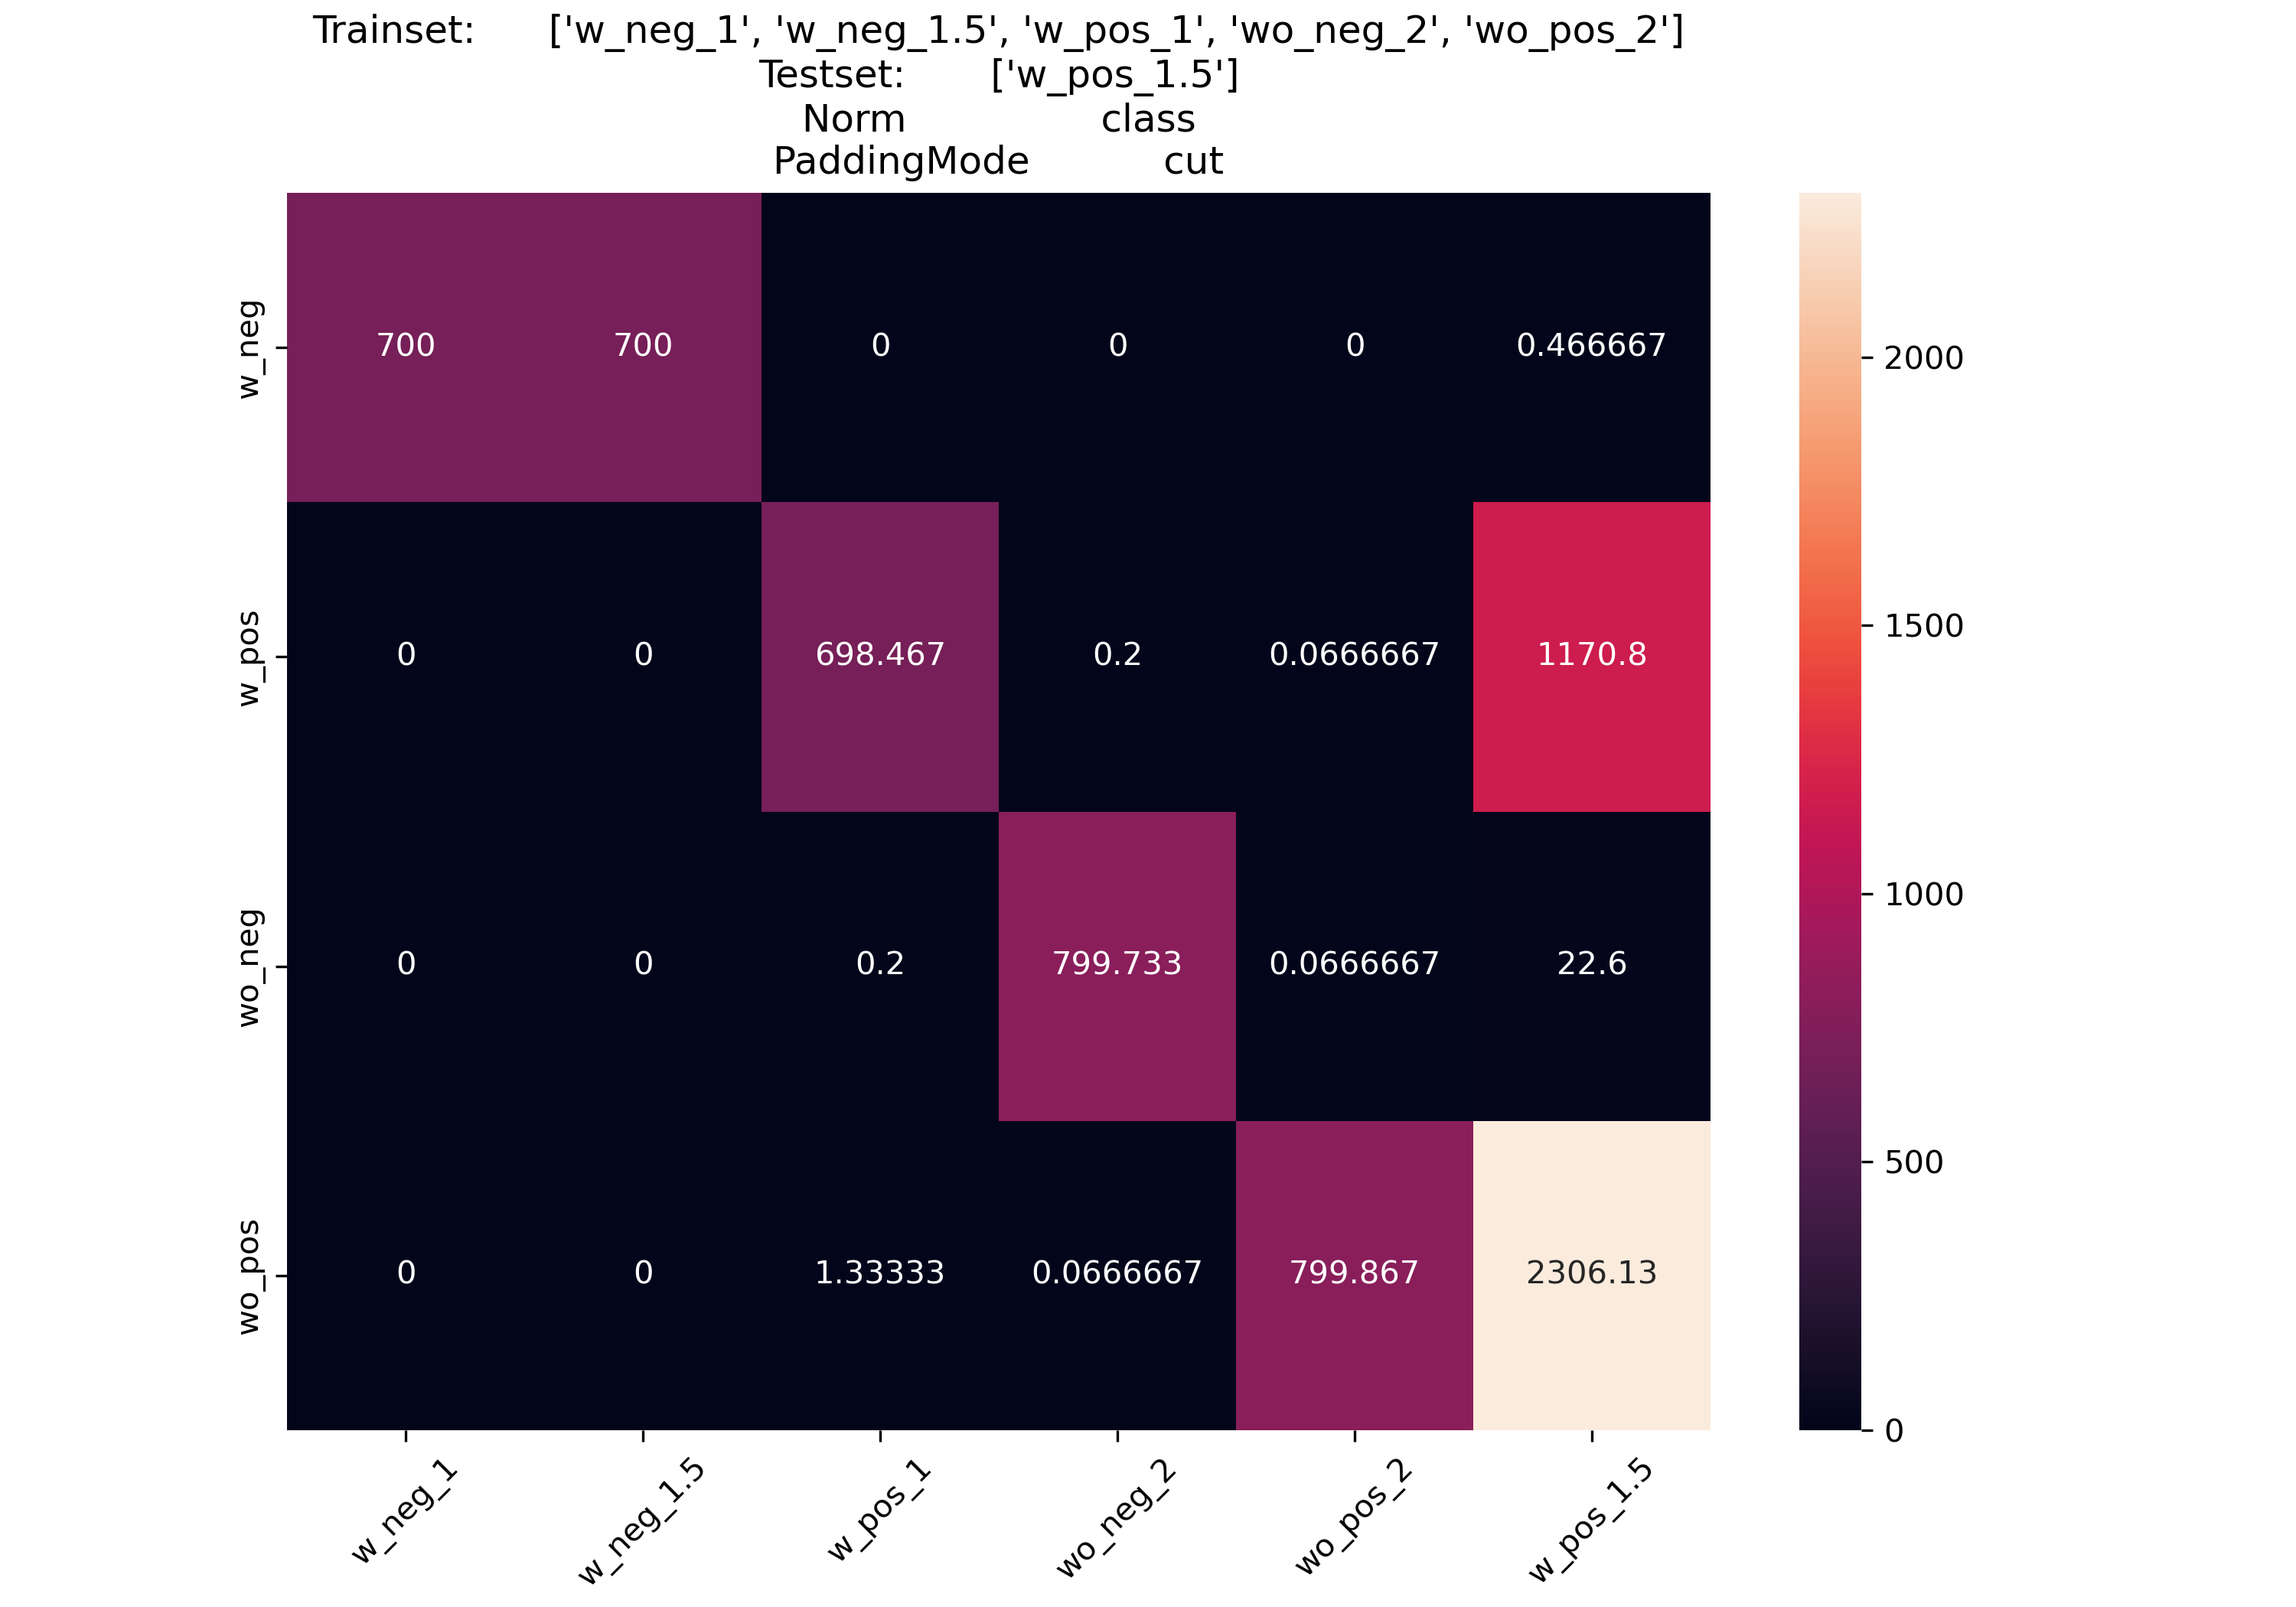 Trainset: ['w_neg_1', 'w_neg_1.5', 'w_pos_1', 'wo_neg_2', 'wo_pos_2']
Testset: ['w_pos_1.5']
Norm class
PaddingMode cut
w_neg 700 700 0 0 0 0.466667
w_pos 0 0 698.467 0.2 0.0666667 1170.8
wo_neg 0 0 0.2 799.733 0.0666667 22.6
wo_pos 0 0 1.33333 0.0666667 799.867 2306.13
w_neg_1 w_neg_1.5 w_pos_1 wo_neg_2 wo_pos_2 w_pos_1.5
2000
1500
1000
500
0